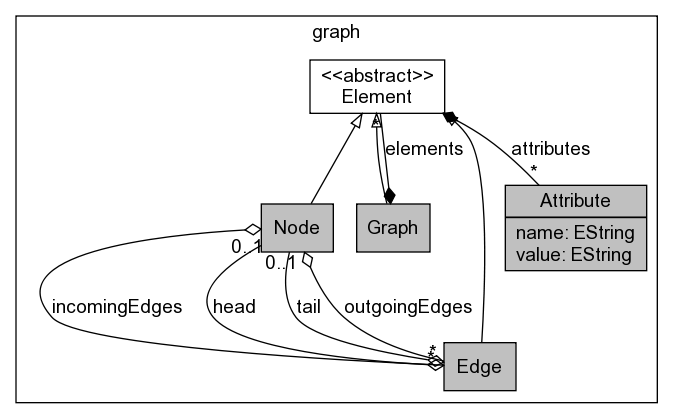 graph
<<abstract>>
Element
*
elements
attributes
*
Node
Graph
Attribute
name: EString
value: EString
0..1
0..1
incomingEdges
head
tail
outgoingEdges
*
*
Edge